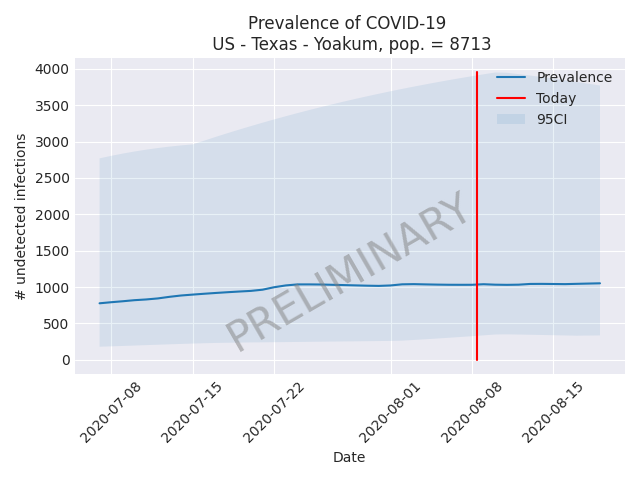 Prevalence of COVID-19
US - Texas - Yoakum, pop. = 8713
# undetected infections
4000
3500
3000
2500
2000
1500
1000
500
0
Prevalence
Today
95CI
PRELIMINARY
2020-07-08
2020-07-15
2020-07-22
2020-08-01
2020-08-08
2020-08-15
Date